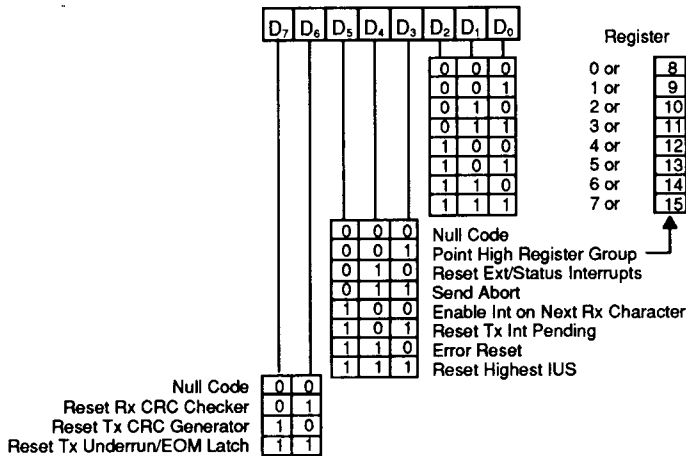 D7 D6 D5 D4 D3 D2 D1 D0
Register
0 0 0 0 or 8
0 0 1 1 or 9
0 1 0 2 or 10
0 1 1 3 or 11
1 0 0 4 or 12
1 0 1 5 or 13
1 1 0 6 or 14
1 1 1 7 or 15
0 0 0 Null Code
0 0 1 Point High Register Group
0 1 0 Reset Ext/Status Interrupts
0 1 1 Send Abort
1 0 0 Enable Int on Next Rx Character
1 0 1 Reset Tx Int Pending
1 1 0 Error Reset
1 1 1 Reset Highest IUS
Null Code 0 0
Reset Rx CRC Checker 0 1
Reset Tx CRC Generator 1 0
Reset Tx Underrun/EOM Latch 1 1